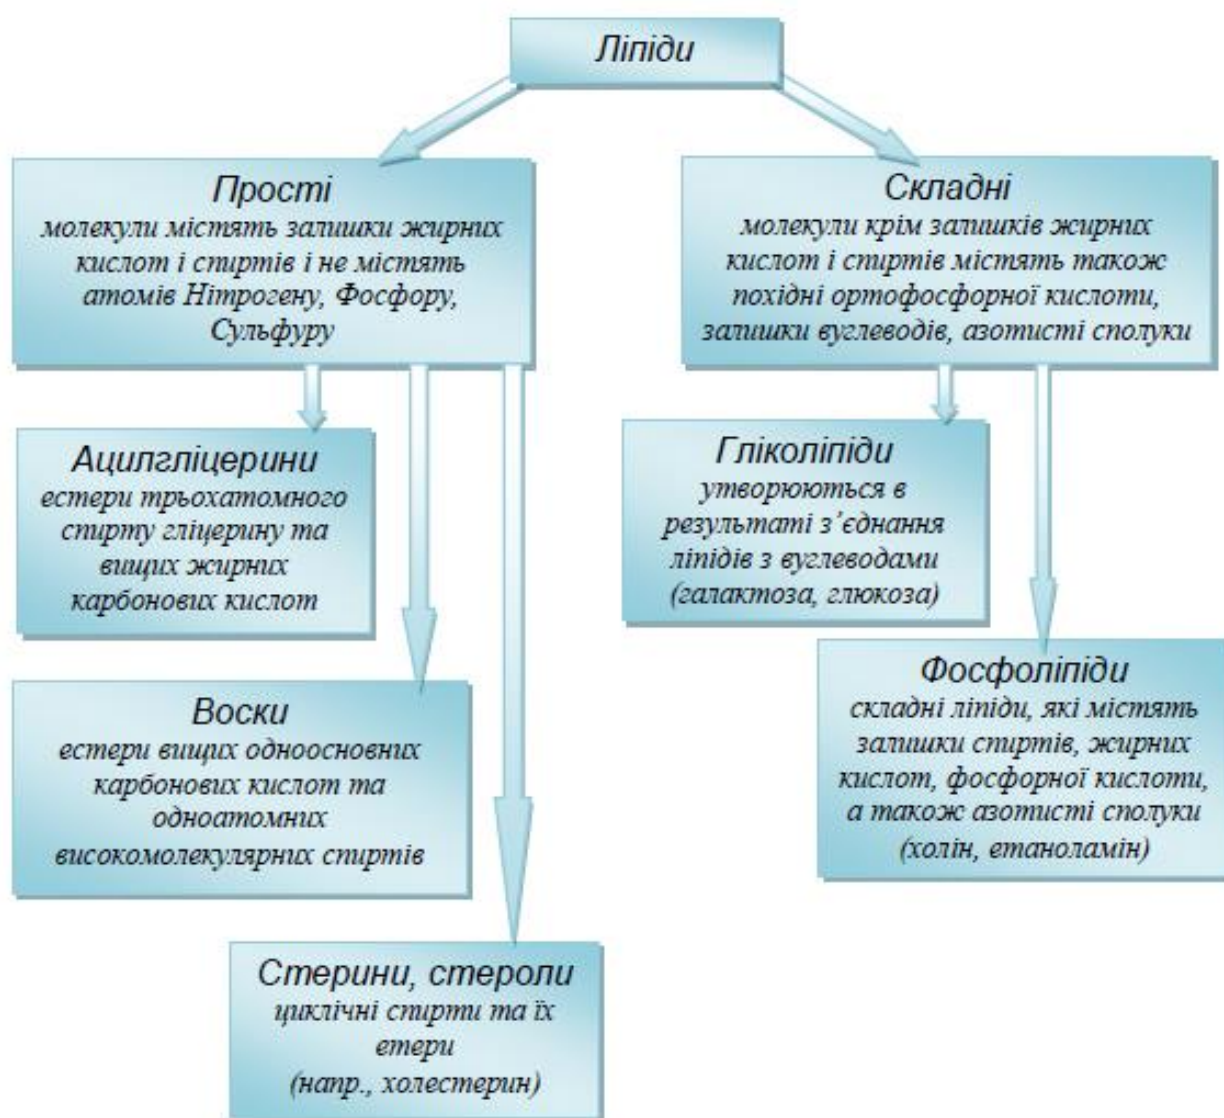 Ліпіди
Прості
молекули містять залишки жирних
кислот і спиртів і не містять
атомів Нітрогену, Фосфору,
Сульфуру
Складні
молекули крім залишків жирних
кислот і спиртів містять також
похідні ортофосфорної кислоти,
залишки вуглеводів, азотисті сполуки
Ацилгліцерини
естери трьохатомного
спирту гліцерину та
вищих жирних
карбонових кислот
Гліколіпіди
утворюються в
результаті з’єднання
ліпідів з вуглеводами
(галактоза, глюкоза)
Воски
естери вищих одноосновних
карбонових кислот та
одноатомних
високомолекулярних спиртів
Фосфоліпіди
складні ліпіди, які містять
залишки спиртів, жирних
кислот, фосфорної кислоти,
а також азотисті сполуки
(холін, етаноламін)
Стерини, стероли
циклічні спирти та їх
етери
(напр., холестерин)